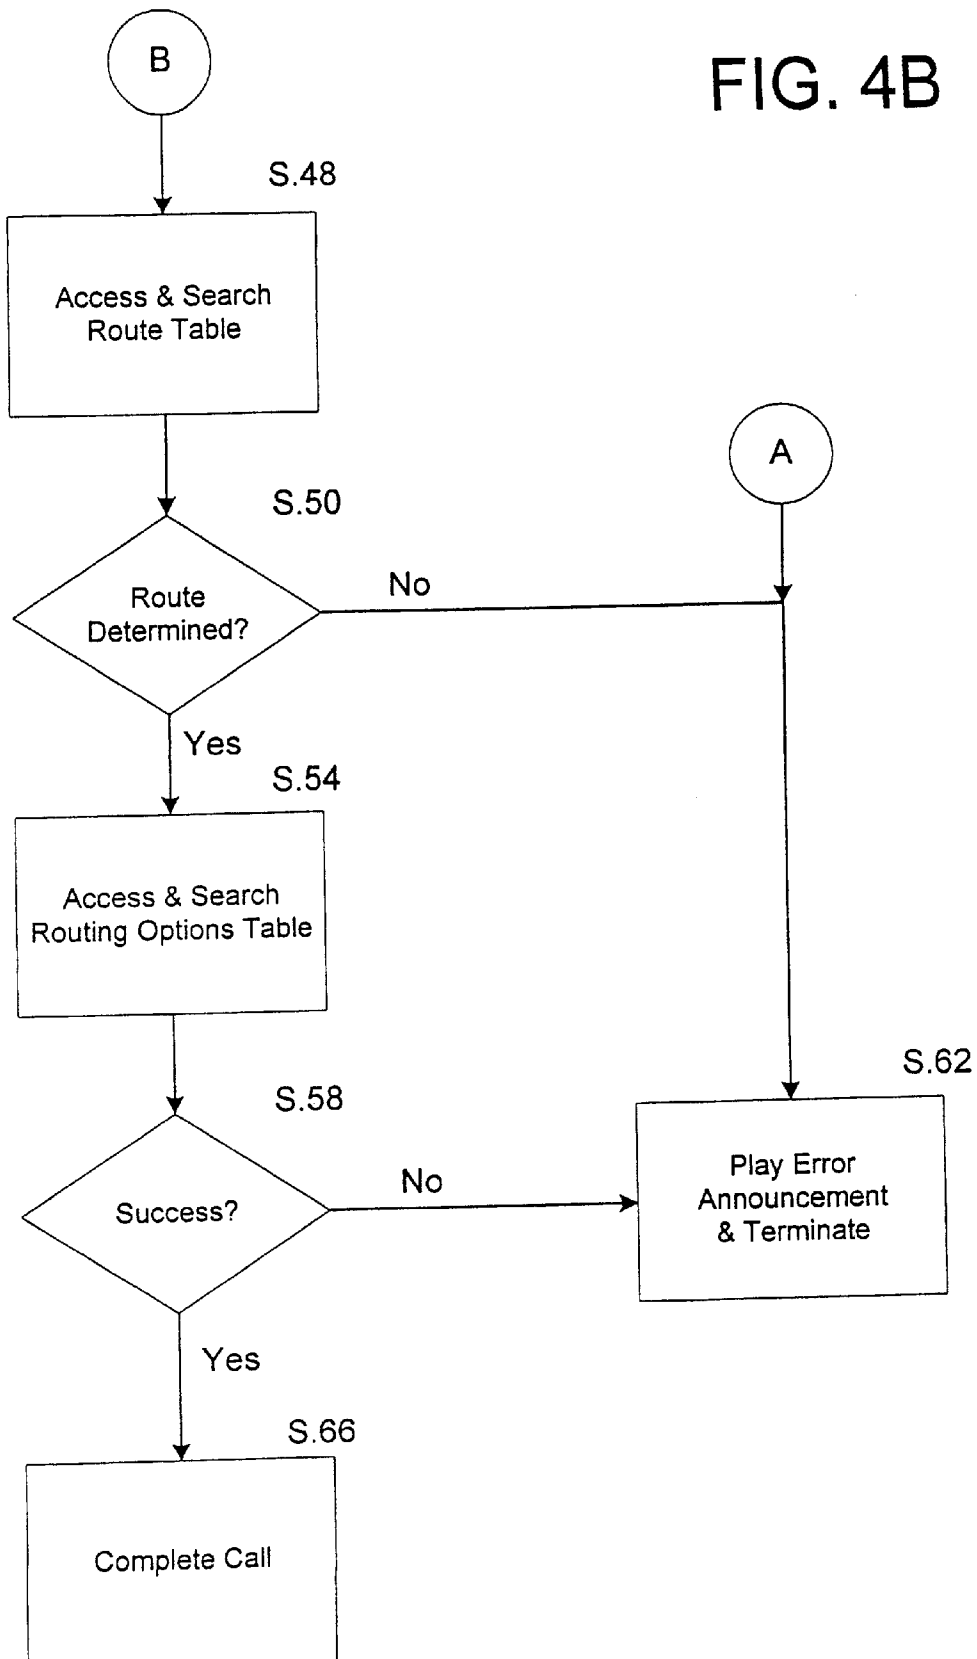 B
FIG. 4B
S.48
Access & Search
Route Table
A
S.50
Route
Determined?
No
Yes
S.54
Access & Search
Routing Options Table
S.62
S.58
Success?
No
Play Error
Announcement
& Terminate
Yes
S.66
Complete Call